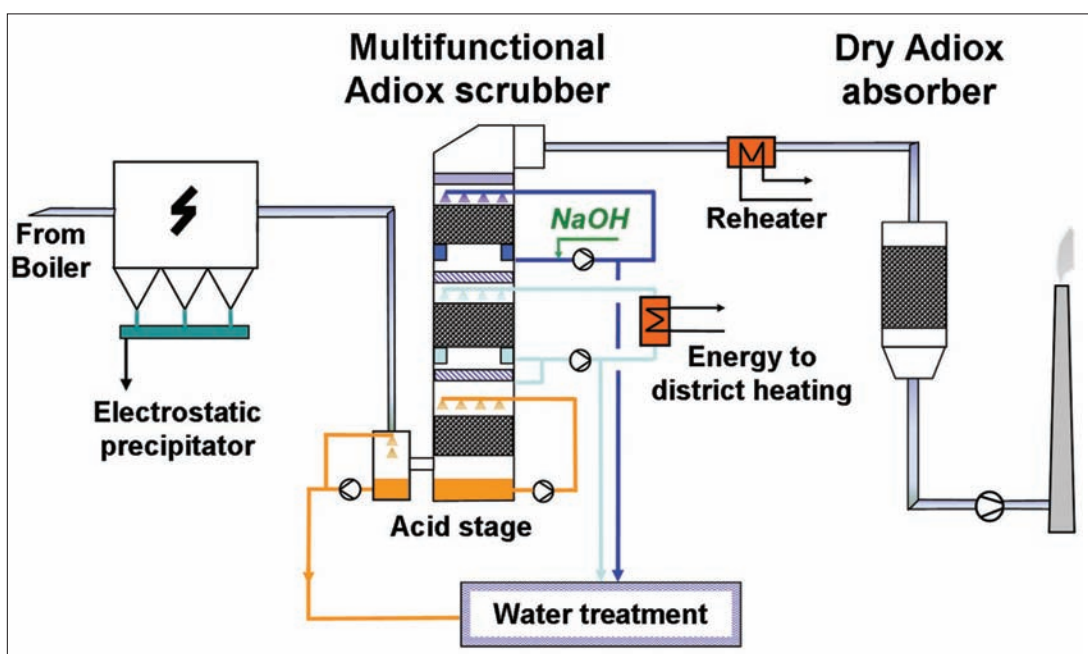 Multifunctional
Adiox scrubber
Dry Adiox
absorber
From
Boiler
NaOH
Reheater
Energy to
district heating
Electrostatic
precipitator
Acid stage
Water treatment